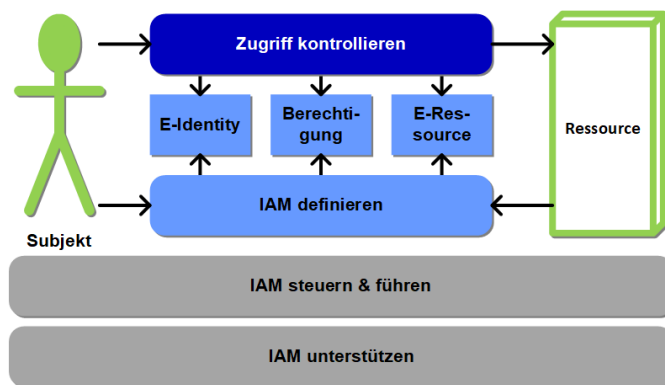 Zugriff kontrollieren
E-Identity
Berechti-
gung
E-Res-
source
Ressource
IAM definieren
Subjekt
IAM steuern & führen
IAM unterstützen